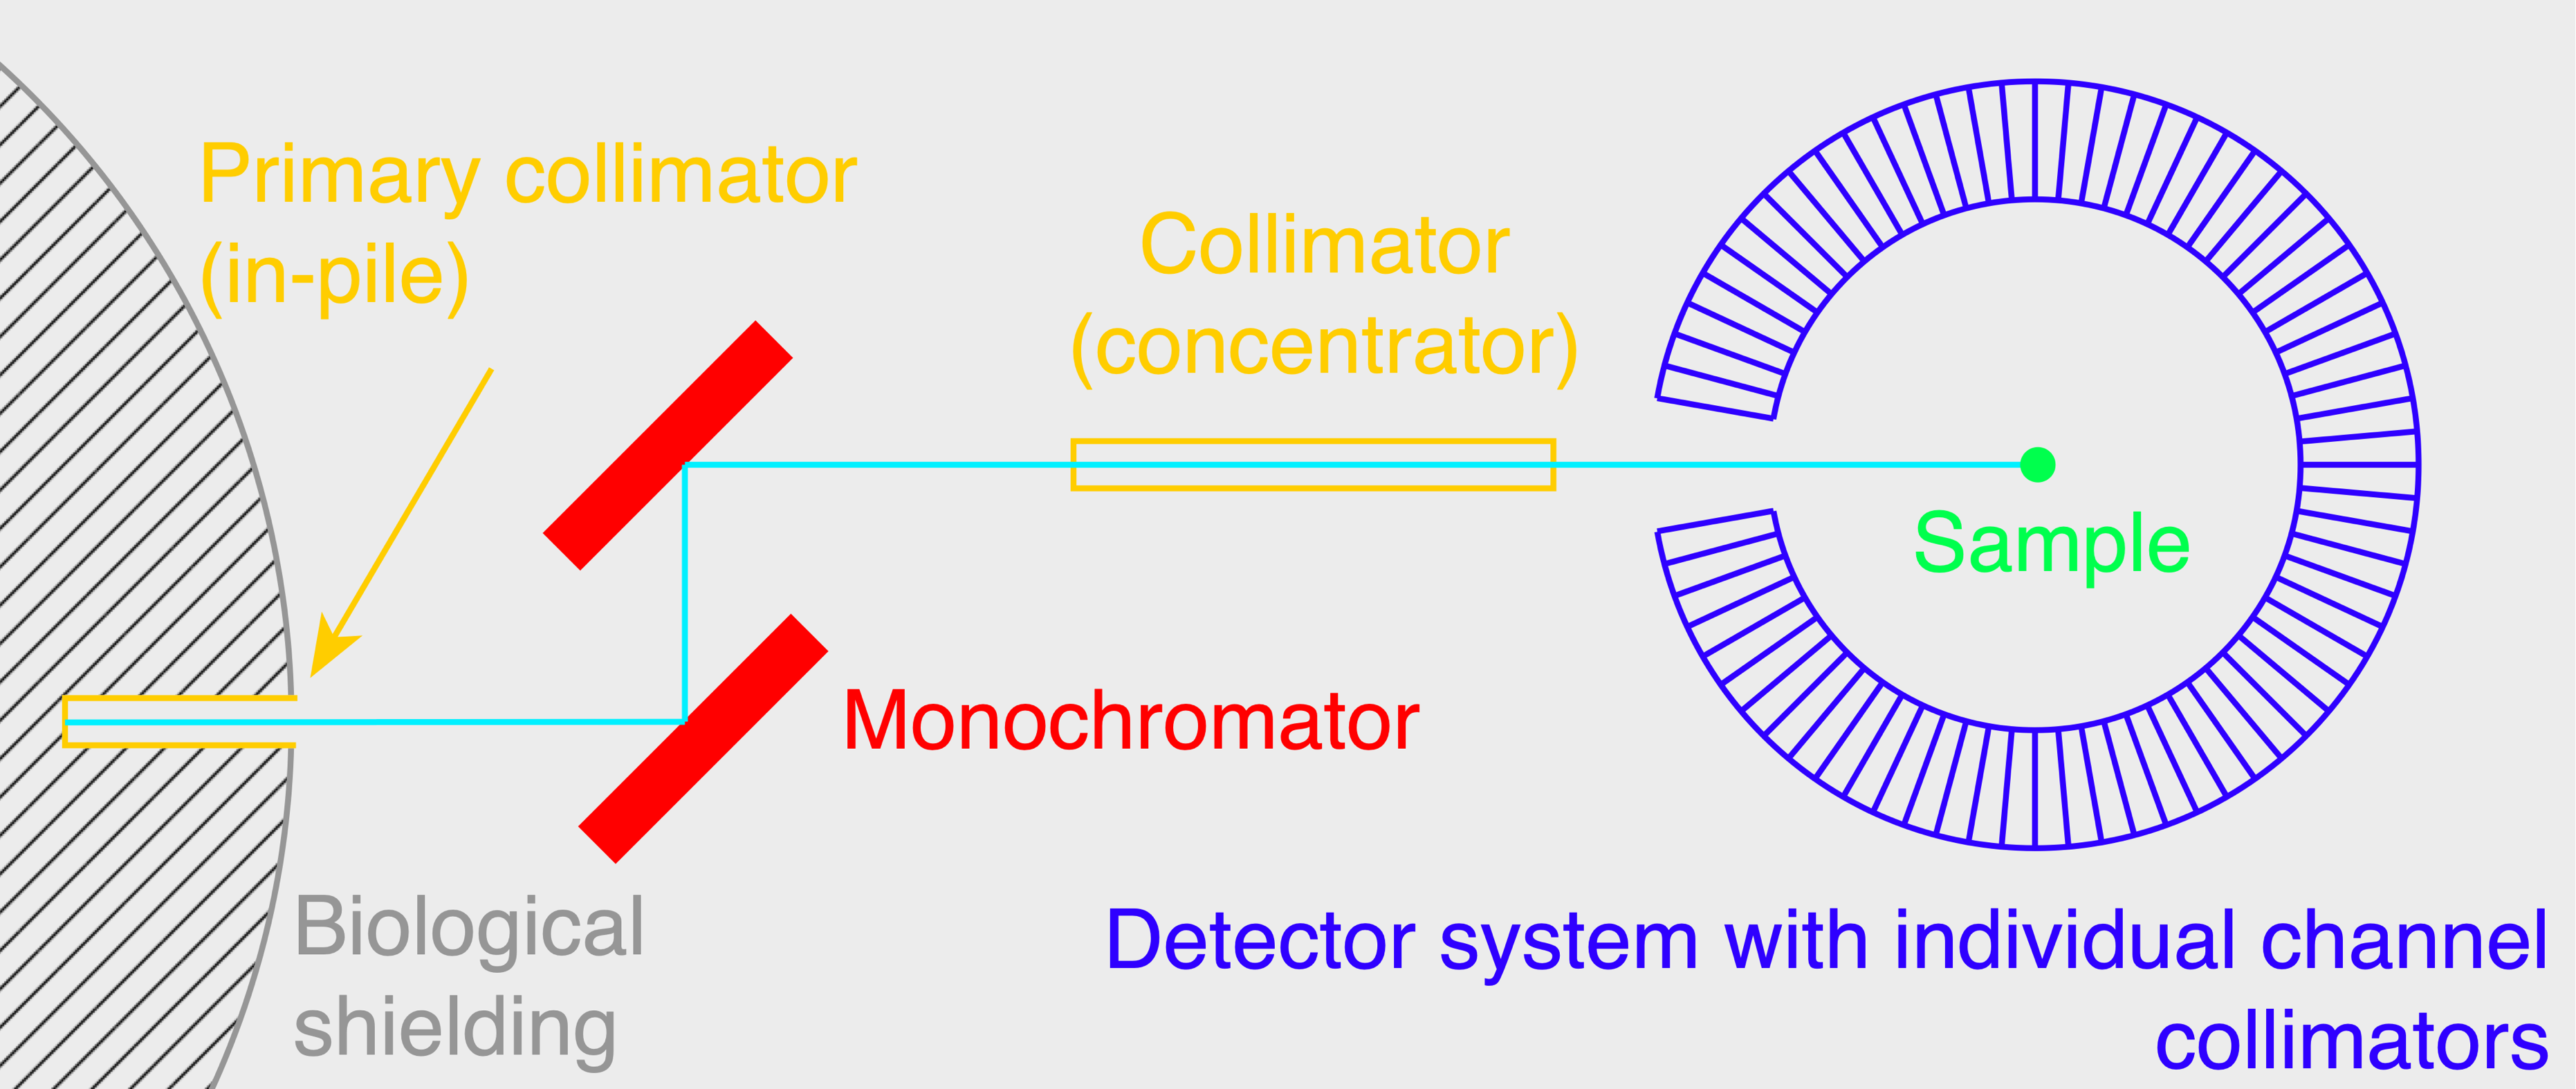 Primary collimator
(in-pile)
Collimator
(concentrator)
Sample
Monochromator
Biological
shielding
Detector system with individual channel
collimators